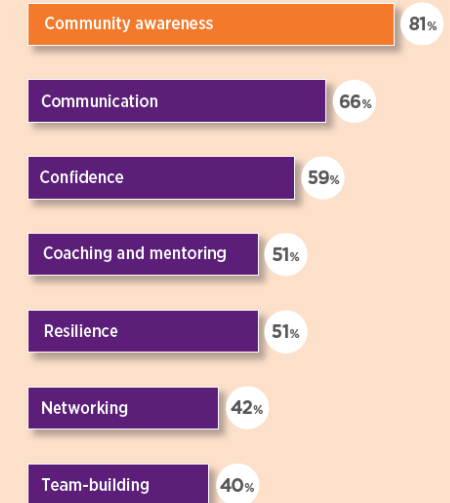 Community awareness 81%
Communication 66%
Confidence 59%
Coaching and mentoring 51%
Resilience 51%
Networking 42%
Team-building 40%